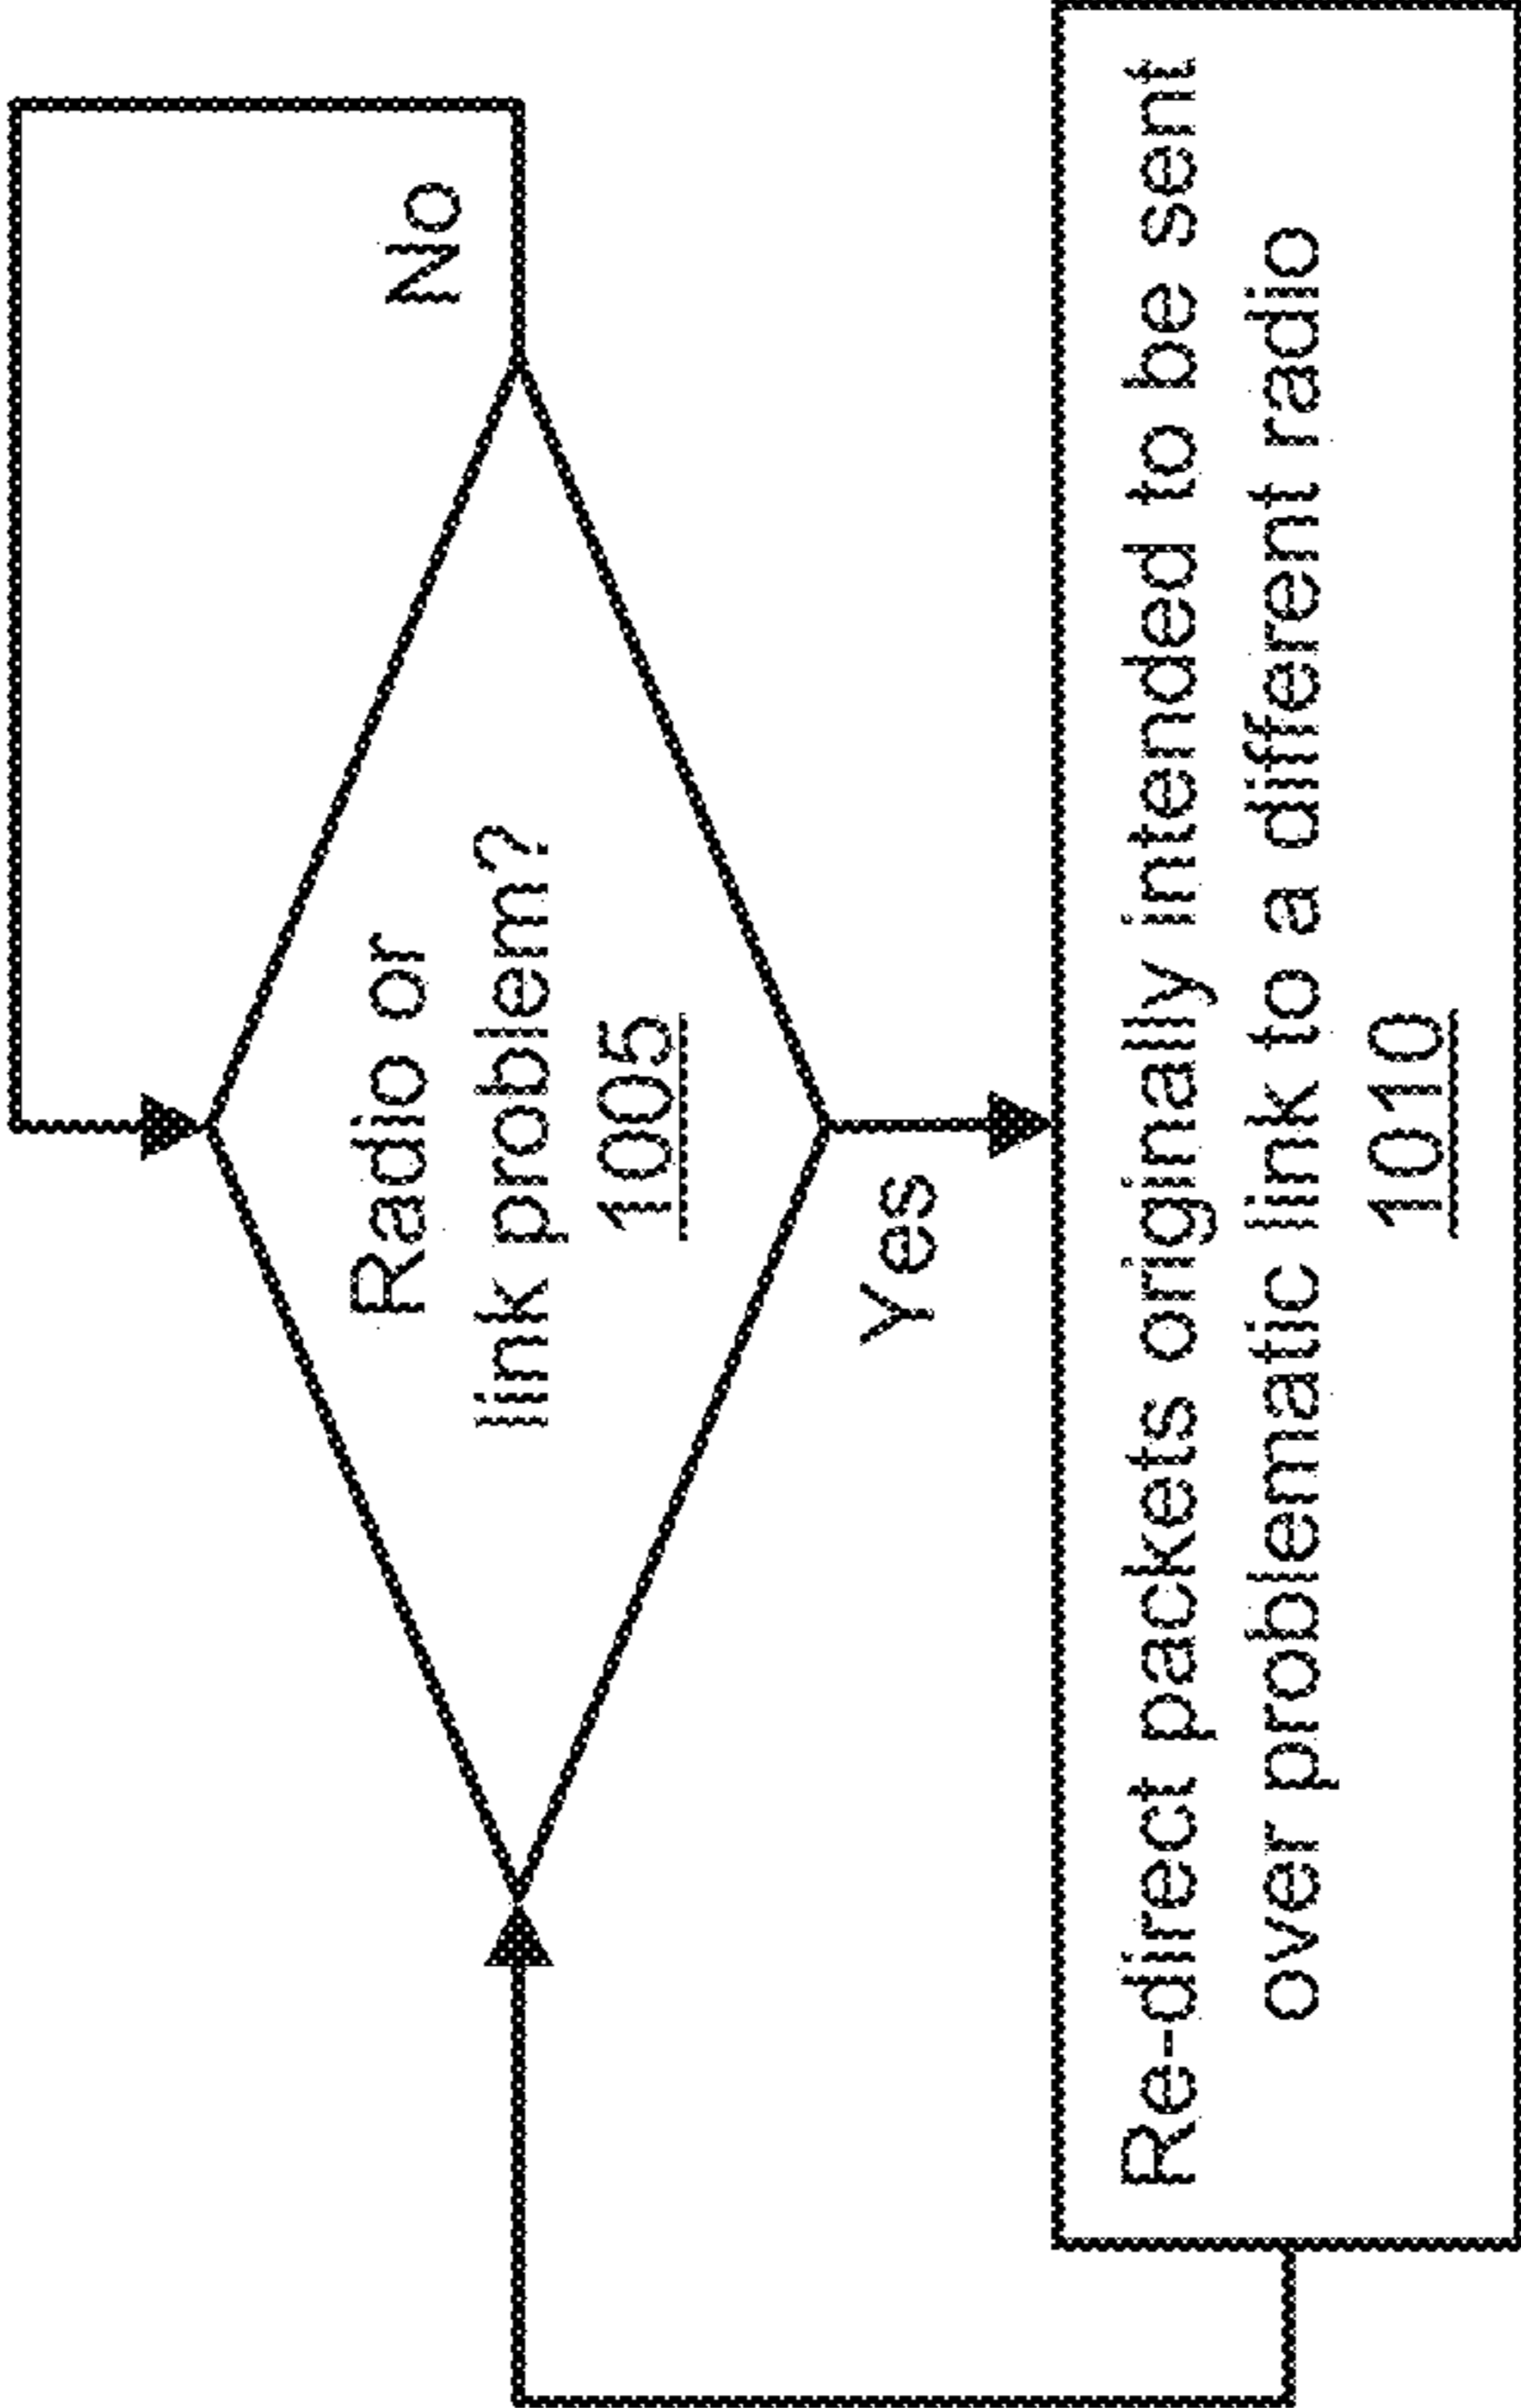 Radio or
link problem?
1005
No
Yes
Re-direct packets originally intended to be sent
over problematic link to a different radio
1010